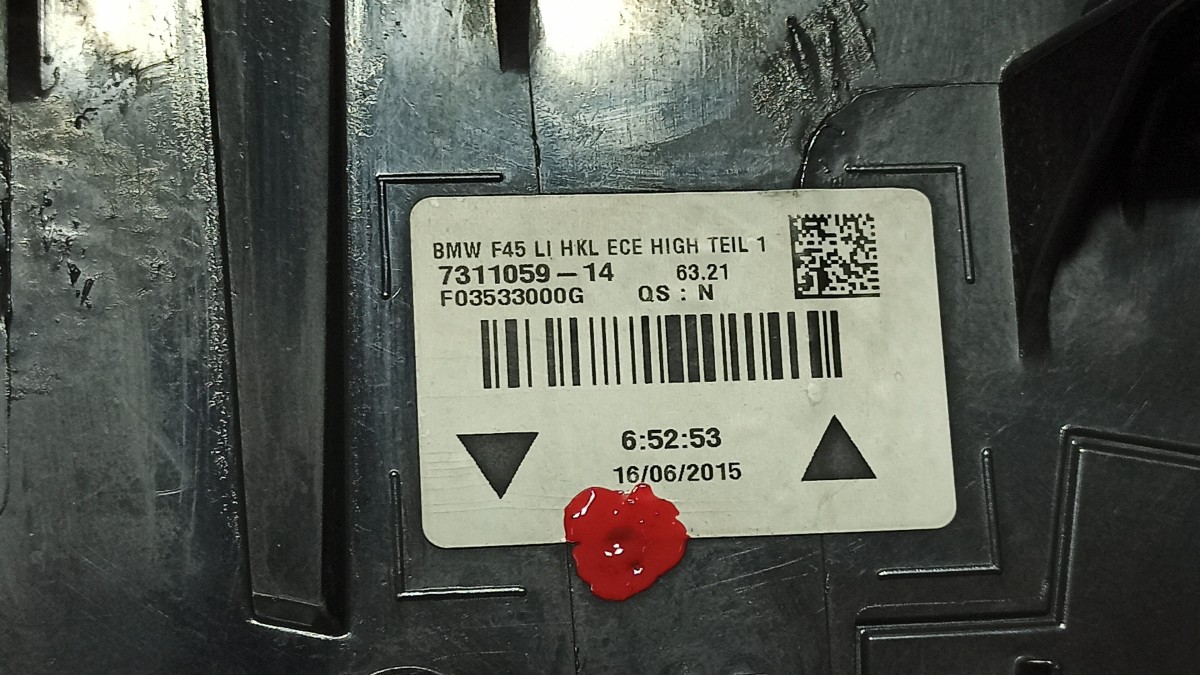 BMW F45 LI HKL ECE HIGH TEIL 1
7311059-14 63.21
F03533000G QS : N
6:52:53
16/06/2015